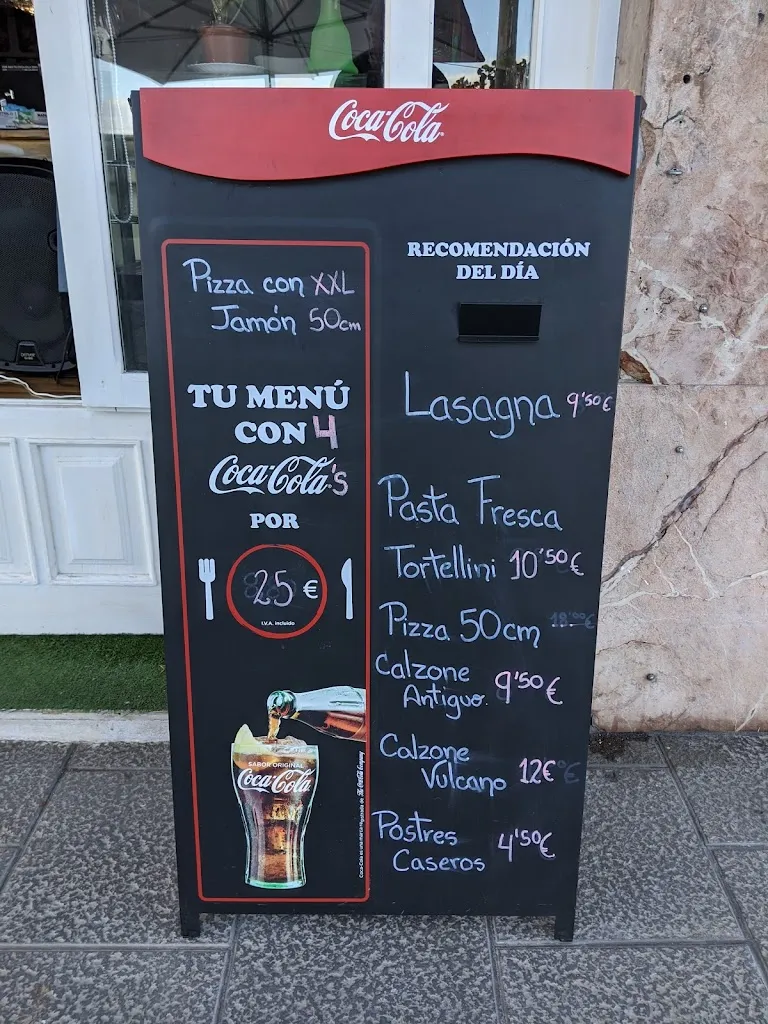 Coca-Cola
Pizza con XXL
Jamón 50cm
TU MENÚ
CON 4
Coca-Cola's
POR
25 €
I.V.A. incluido
SABOR ORIGINAL
Coca-Cola
RECOMENDACIÓN
DEL DÍA
Lasagna 9'50€
Pasta Fresca
Tortellini 10'50€
Pizza 50cm
Calzone
Antiguo 9'50€
Calzone
Vulcano 12€
Postres
Caseros 4'50€